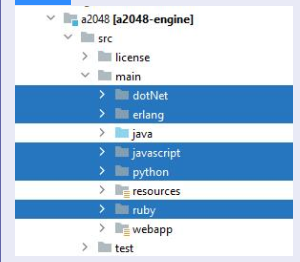 a2048 [a2048-engine]
src
license
main
dotNet
erlang
java
javascript
python
resources
ruby
webapp
test